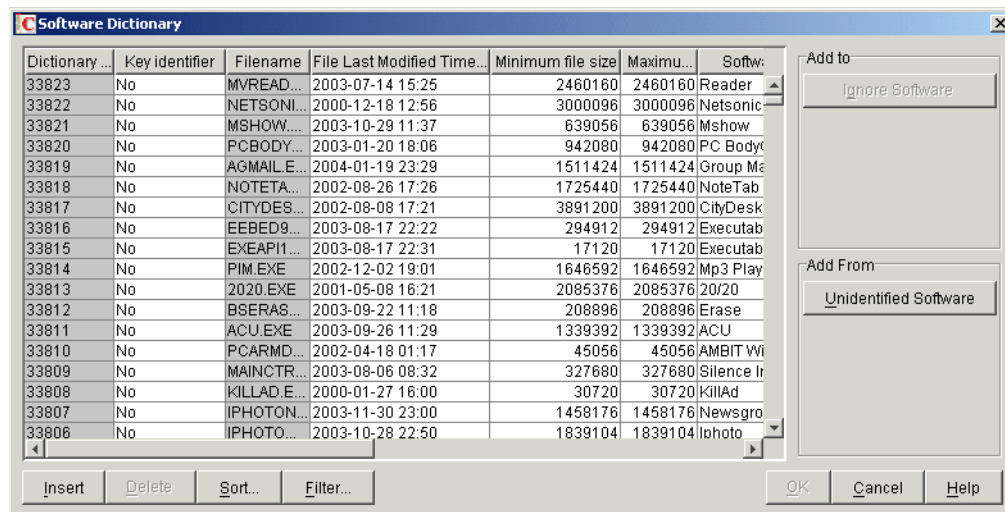 Software Dictionary
Dictionary ... Key identifier Filename File Last Modified Time... Minimum file size Maximu... Softw
33823 No MVREAD... 2003-07-14 15:25 2460160 2460160 Reader
33822 No NETSONI... 2000-12-18 12:56 3000096 3000096 Netsonic
33821 No MSHOW.... 2003-10-29 11:37 639056 639056 Mshow
33820 No PCBODY... 2003-01-20 18:06 942080 942080 PC Body
33819 No AGMAIL.E... 2004-01-19 23:29 1511424 1511424 Group Ma
33818 No NOTETA... 2002-08-26 17:26 1725440 1725440 NoteTab
33817 No CITYDES... 2002-08-08 17:21 3891200 3891200 CityDesk
33816 No EEBED9... 2003-08-17 22:22 294912 294912 Executab
33815 No EXEAPI1... 2003-08-17 22:31 17120 17120 Executab
33814 No PIM.EXE 2002-12-02 19:01 1646592 1646592 Mp3 Play
33813 No 2020.EXE 2001-05-08 16:21 2085376 2085376 20/20
33812 No BSERAS... 2003-09-22 11:18 208896 208896 Erase
33811 No ACU.EXE 2003-09-26 11:29 1339392 1339392 ACU
33810 No PCARMD... 2002-04-18 01:17 45056 45056 AMBIT Wi
33809 No MAINCTR... 2003-08-06 08:32 327680 327680 Silence I
33808 No KILLAD.E... 2000-01-27 16:00 30720 30720 KillAd
33807 No IPHOTON... 2003-11-30 23:00 1458176 1458176 Newsgro
33806 No IPHOTO... 2003-10-28 22:50 1839104 1839104 Iphoto
Add to
Ignore Software
Add From
Unidentified Software
Insert Delete Sort... Filter... OK Cancel Help